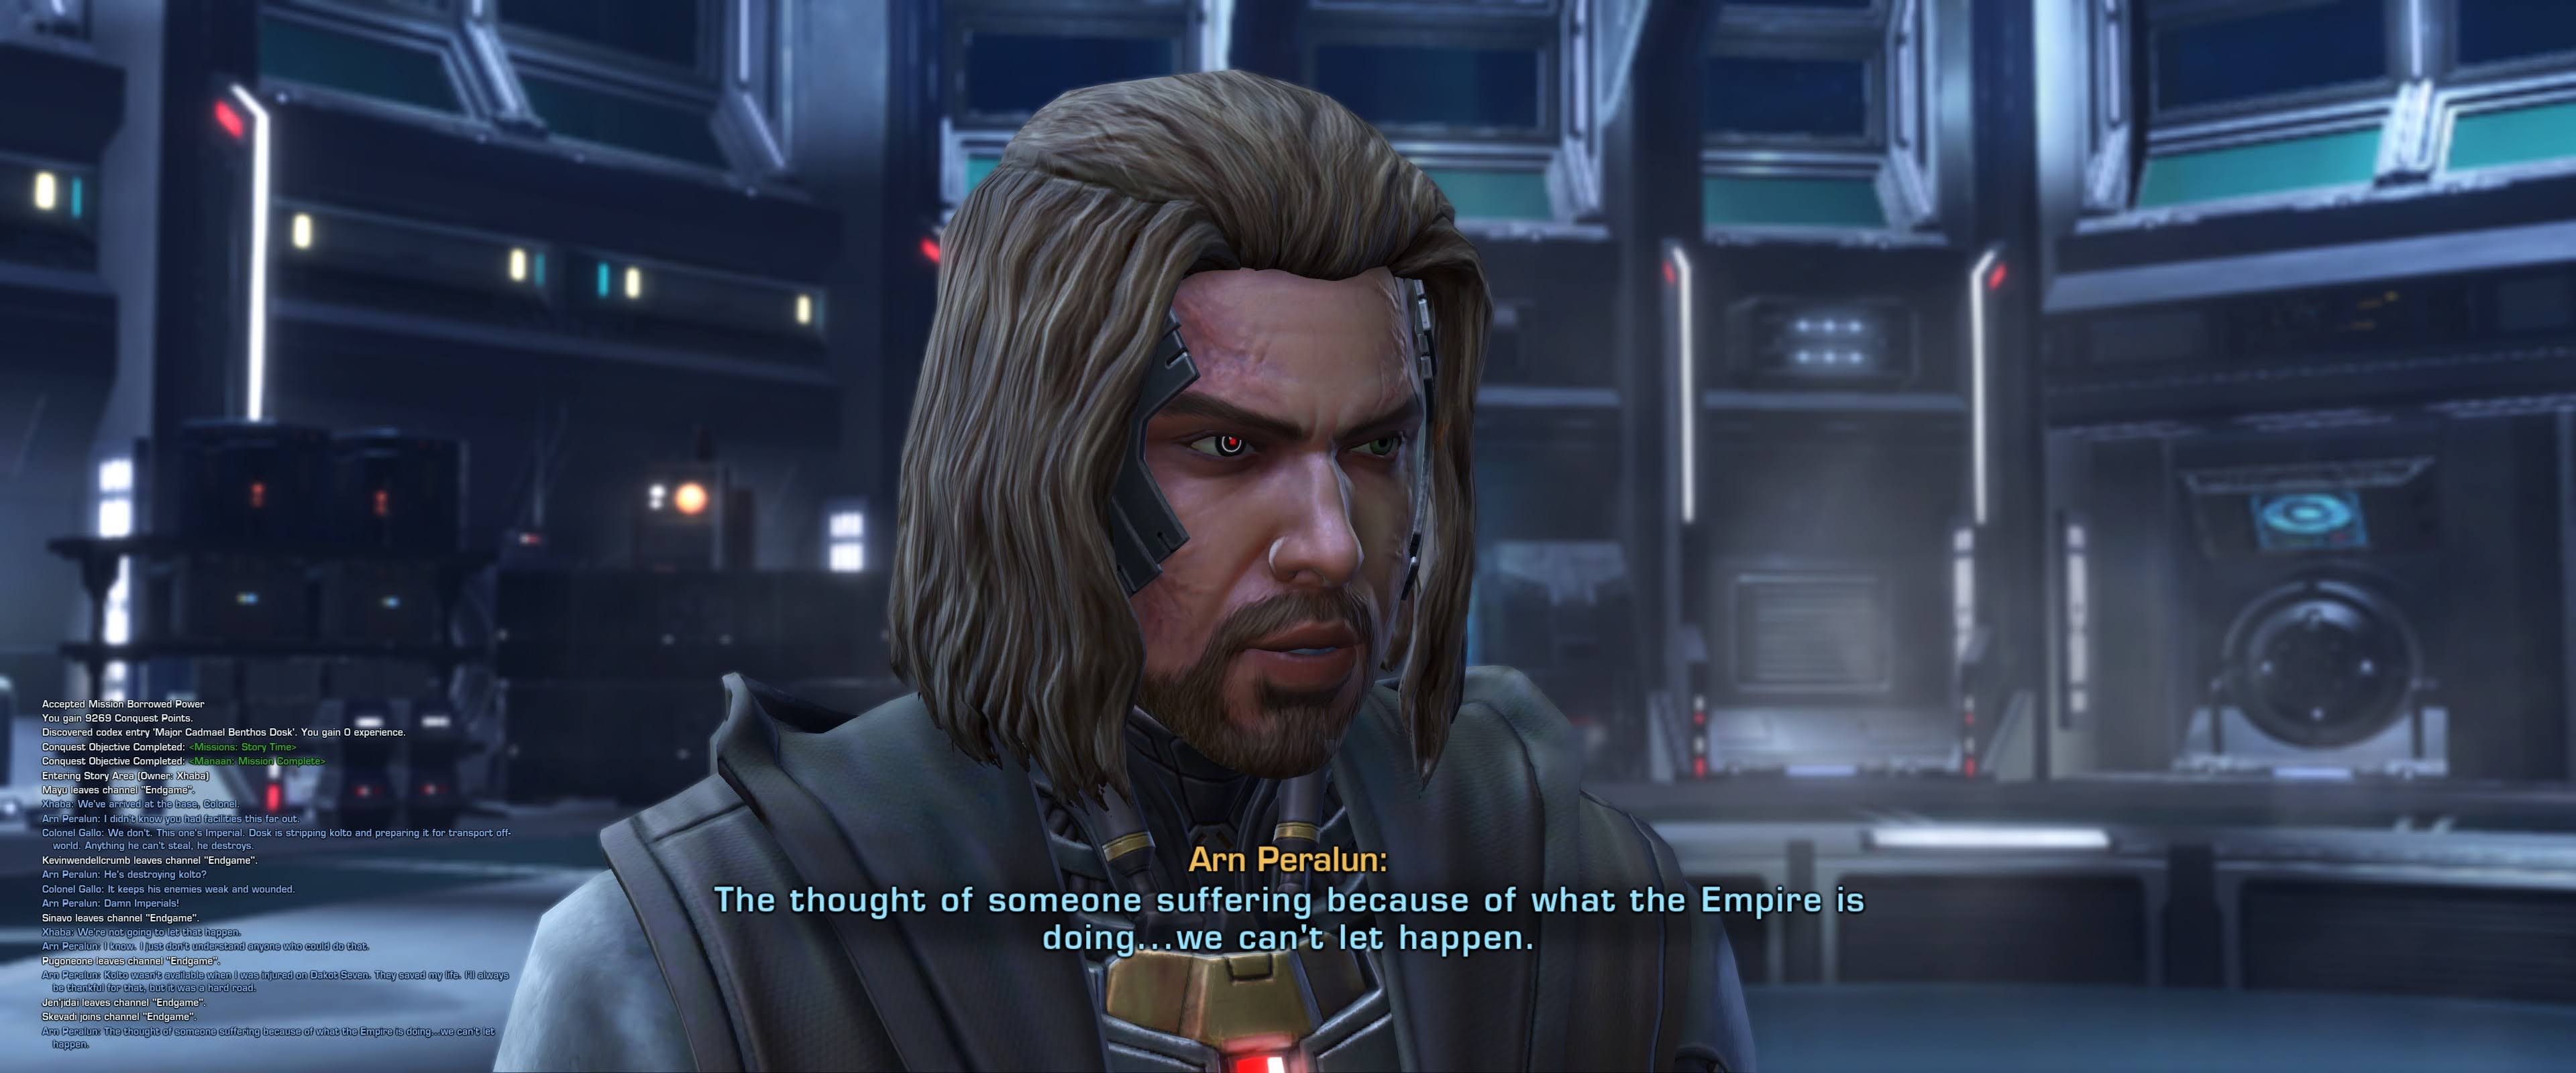 Accepted Mission Borrowed Power
You gain 9269 Conquest Points.
Discovered codex entry 'Major Cadmael Benthos Dosk'. You gain 0 experience.
Conquest Objective Completed: <Missions: Story Time>
Conquest Objective Completed: <Manaan: Mission Complete>
Entering Story Area (Owner: Xhaba)
Mayu leaves channel "Endgame".
Xhaba: We've arrived at the base, Colonel.
Arn Peralun: I didn't know you had facilities this far out.
Colonel Gallo: We don't. This one's Imperial. Dosk is stripping kolto and preparing it for transport off-
world. Anything he can't steal, he destroys.
Kevinwendellcrumb leaves channel "Endgame".
Arn Peralun: He's destroying kolto?
Colonel Gallo: It keeps his enemies weak and wounded.
Arn Peralun: Damn Imperials!
Sinavo leaves channel "Endgame".
Xhaba: We're not going to let that happen.
Arn Peralun: I know. I just don't understand anyone who could do that.
Pugoneone leaves channel "Endgame".
Arn Peralun: Kolto wasn't available when I was injured on Dakot Seven. They saved my life. I'll always
be thankful for that, but it was a hard road.
Jen'jidai leaves channel "Endgame".
Skevadi joins channel "Endgame".
Arn Peralun: The thought of someone suffering because of what the Empire is doing...we can't let
happen.
Arn Peralun:
The thought of someone suffering because of what the Empire is
doing...we can't let happen.